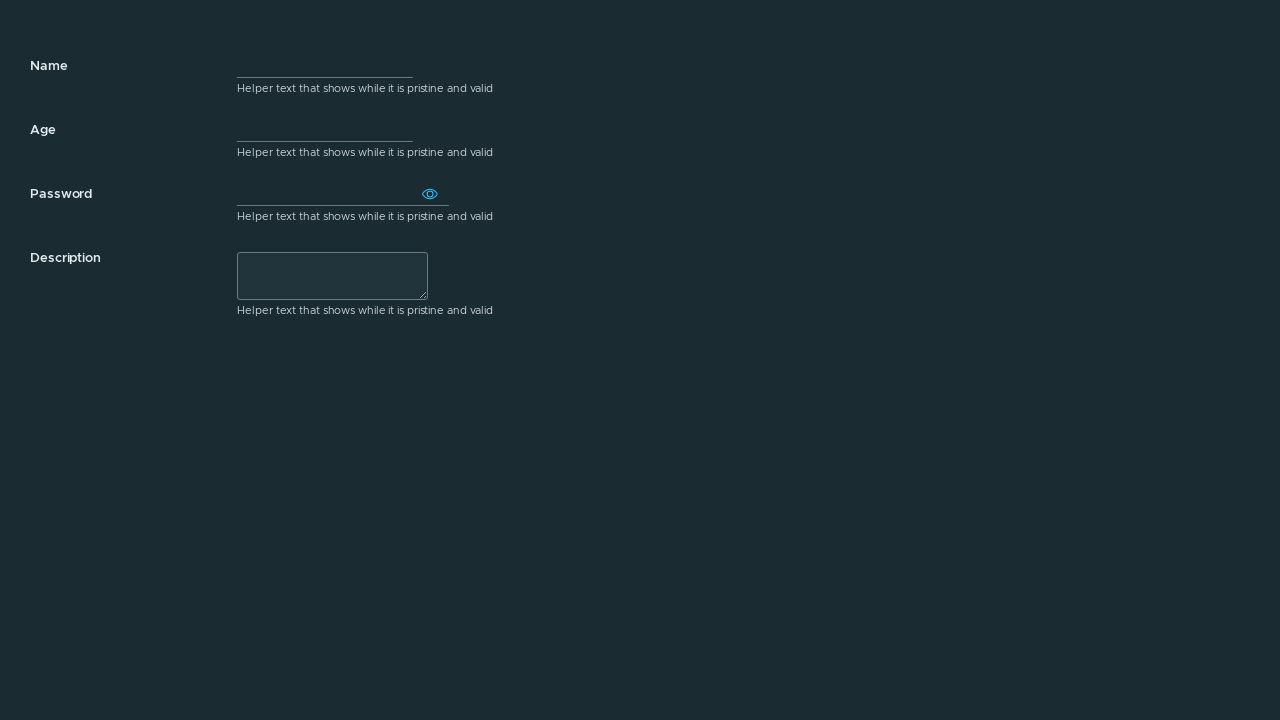 Name
Helper text that shows while it is pristine and valid
Age
Helper text that shows while it is pristine and valid
Password
Helper text that shows while it is pristine and valid
Description
Helper text that shows while it is pristine and valid